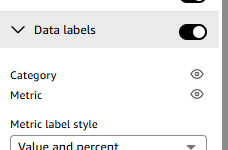 Data labels
Category
Metric
Metric label style
Value and percent